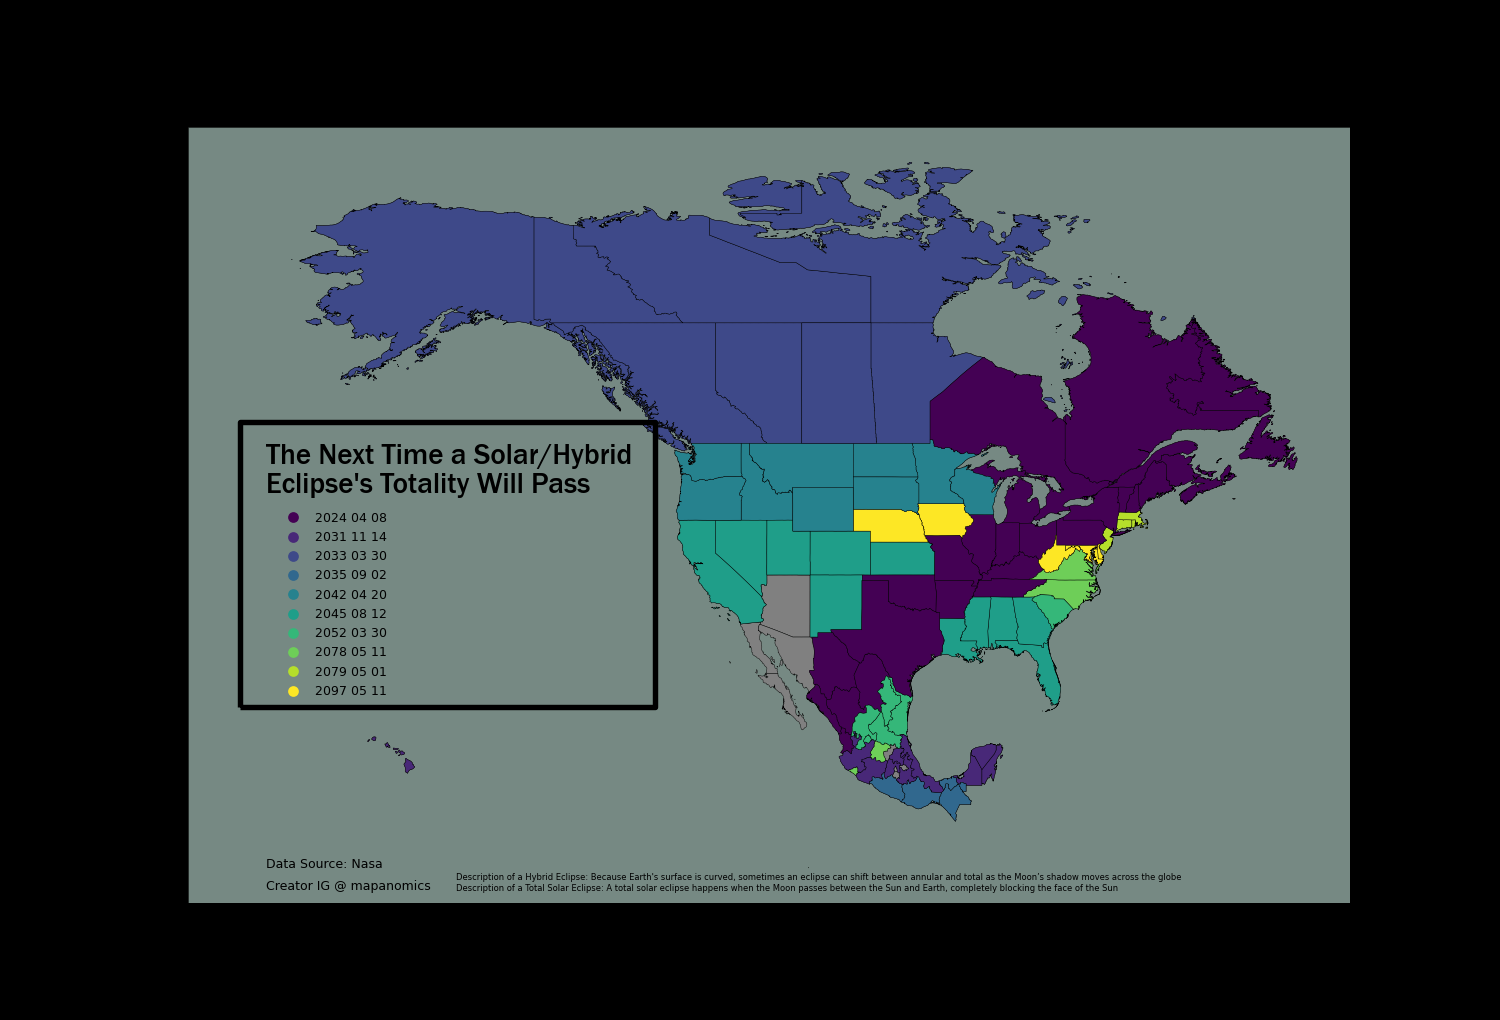 The Next Time a Solar/Hybrid
Eclipse's Totality Will Pass
2024 04 08
2031 11 14
2033 03 30
2035 09 02
2042 04 20
2045 08 12
2052 03 30
2078 05 11
2079 05 01
2097 05 11
Data Source: Nasa
Creator IG @ mapanomics
Description of a Hybrid Eclipse: Because Earth's surface is curved, sometimes an eclipse can shift between annular and total as the Moon's shadow moves across the globe
Description of a Total Solar Eclipse: A total solar eclipse happens when the Moon passes between the Sun and Earth, completely blocking the face of the Sun